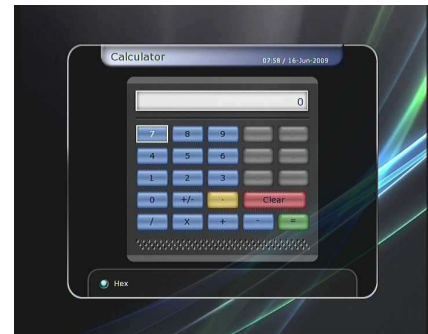 Calculator 07:58 / 16-Jun-2009
0
7 8 9
4 5 6
1 2 3
0 +/- . Clear
/ X + - =
Hex